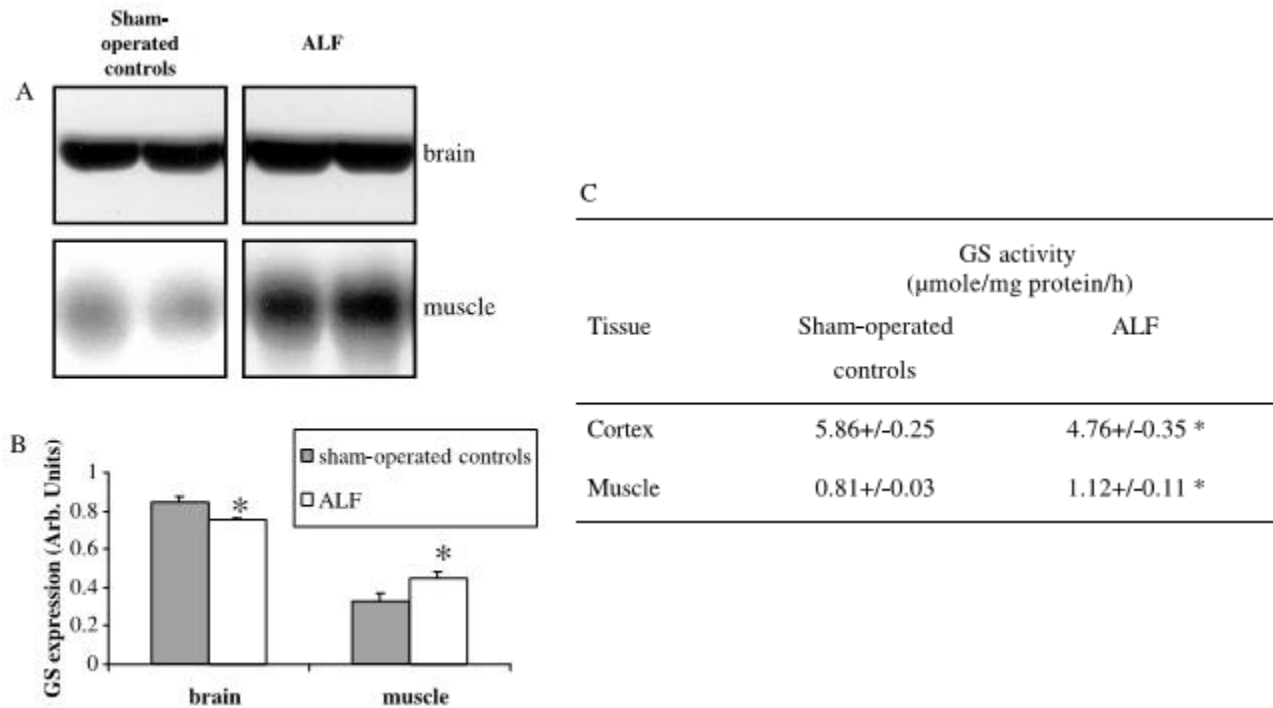 Sham-
operated
controls
ALF
A
brain
muscle
B
GS expression (Arb. Units)
1
0.8
0.6
0.4
0.2
0
sham-operated controls
ALF
*
*
brain
muscle
C
GS activity
(µmole/mg protein/h)
Tissue Sham-operated ALF
controls
Cortex 5.86+/-0.25 4.76+/-0.35 *
Muscle 0.81+/-0.03 1.12+/-0.11 *